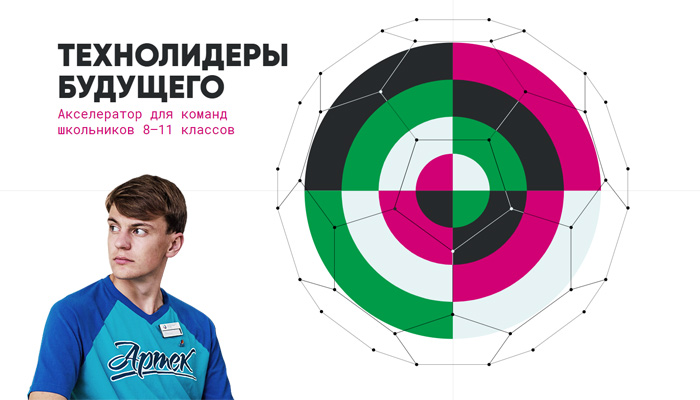 ТЕХНОЛИДЕРЫ
БУДУЩЕГО
Акселератор для команд
школьников 8–11 классов
Артек